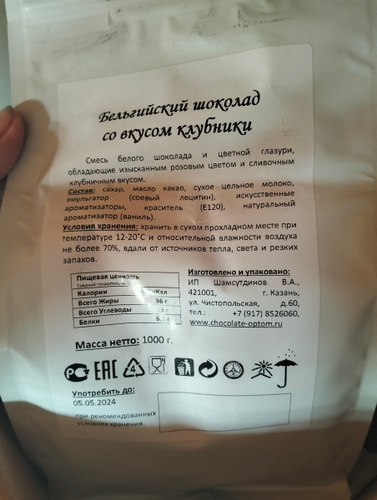 Бельгийский шоколад
со вкусом клубники
Смесь белого шоколада и цветной глазури,
обладающие изысканным розовым цветом и сливочным
клубничным вкусом.
Состав: сахар, масло какао, сухое цельное молоко,
эмульгатор (соевый лецитин), искусственные
ароматизаторы, краситель (Е120), натуральный
ароматизатор (ваниль).
Условия хранения: хранить в сухом прохладном месте при
температуре 12-20°С и относительной влажности воздуха
не более 70%, вдали от источников тепла, света и резких
запахов.
Пищевая ценность
Калории
Всего Жиры 36 г
Всего Углеводы
Белки
Изготовлено и упаковано:
ИП Шамсутдинов В.А.,
421001, г. Казань,
ул. Чистопольская, д.60,
тел.: +7 (917) 8526060,
www.chocolate-optom.ru
Масса нетто: 1000 г.
РСТ ЕАС 4
Употребить до:
05.05.2024
при рекомендованных
условиях хранения